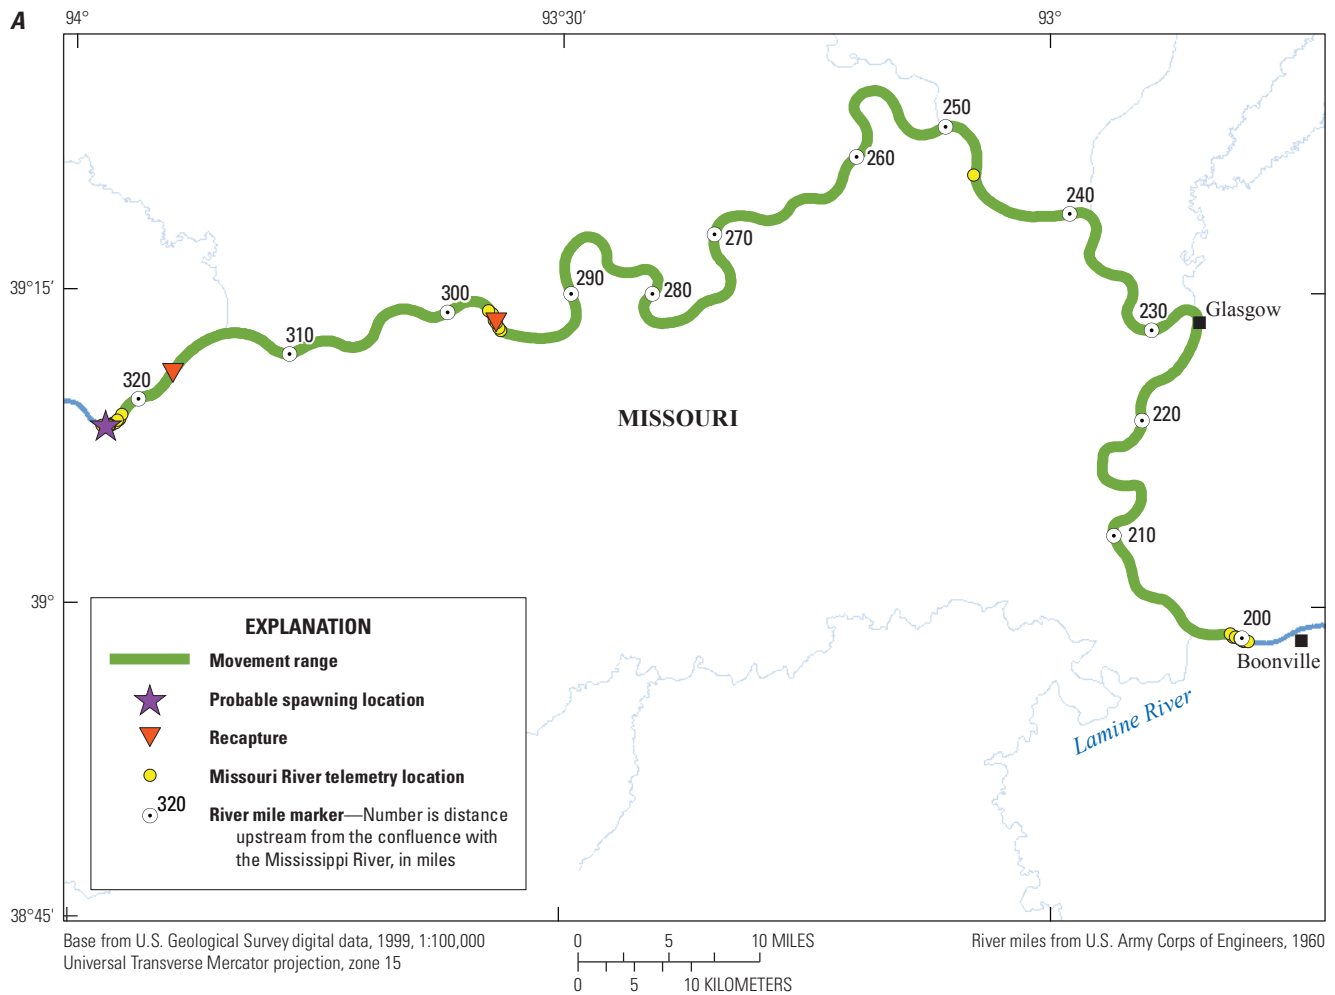 A
94°
93°30'
93°
250
260
240
270
39°15'
290
280
300
230
Glasgow
310
320
MISSOURI
220
210
39°
200
Boonville
Lamine River
EXPLANATION
Movement range
Probable spawning location
Recapture
Missouri River telemetry location
320
River mile marker—Number is distance
upstream from the confluence with
the Mississippi River, in miles
38°45'
Base from U.S. Geological Survey digital data, 1999, 1:100,000
Universal Transverse Mercator projection, zone 15
0 5 10 MILES
0 5 10 KILOMETERS
River miles from U.S. Army Corps of Engineers, 1960